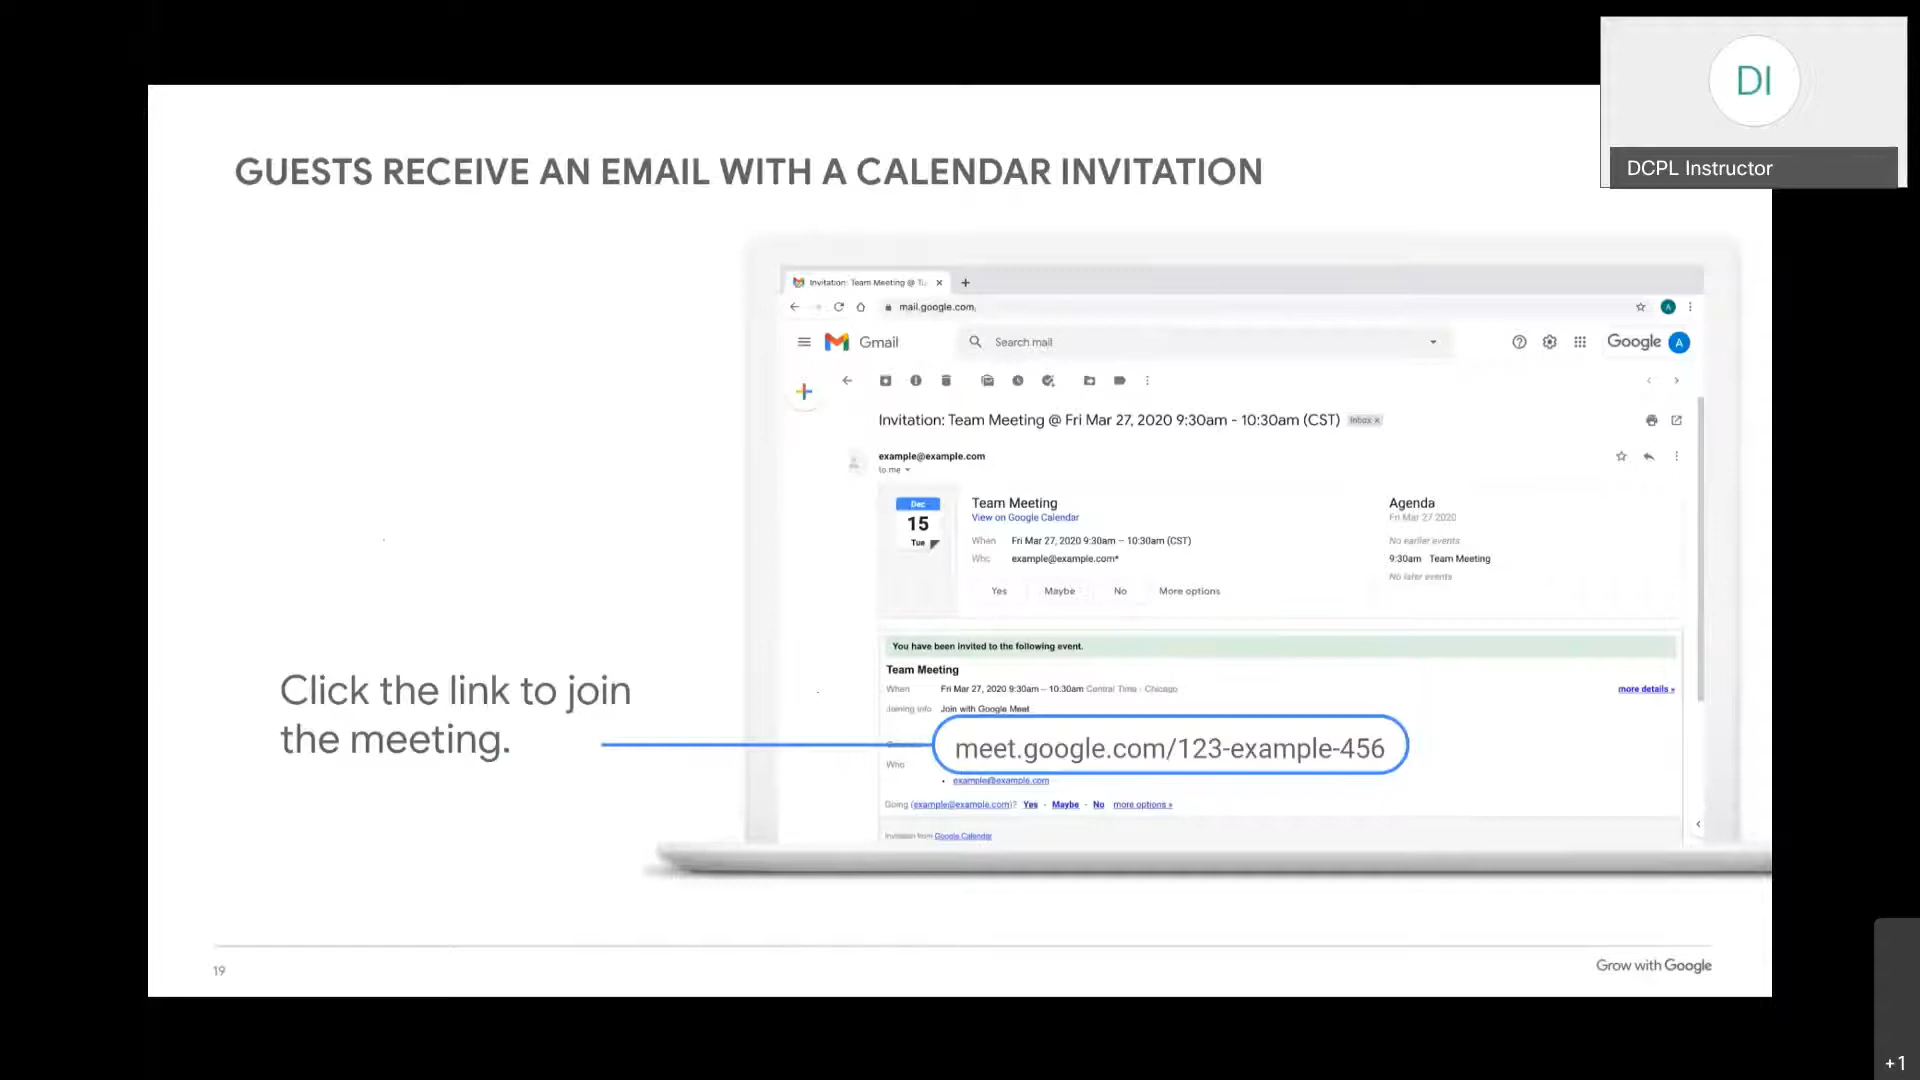 DI
DCPL Instructor
GUESTS RECEIVE AN EMAIL WITH A CALENDAR INVITATION
Invitation: Team Meeting @ Tu
mail.google.com
A
Gmail
Search mail
Google
A
Invitation: Team Meeting @ Fri Mar 27, 2020 9:30am - 10:30am (CST) Inbox x
example@example.com
to me
Dec
15
Tue
Team Meeting
View on Google Calendar
When Fri Mar 27, 2020 9:30am – 10:30am (CST)
Who example@example.com*
Yes Maybe No More options
Agenda
Fri Mar 27 2020
No earlier events
9:30am Team Meeting
No later events
You have been invited to the following event.
Team Meeting
When Fri Mar 27, 2020 9:30am – 10:30am Central Time - Chicago
more details »
Joining info Join with Google Meet
Click the link to join
the meeting.
meet.google.com/123-example-456
Who
• example@example.com
Going (example@example.com)? Yes - Maybe - No more options »
Invitation from Google Calendar
19
Grow with Google
+1